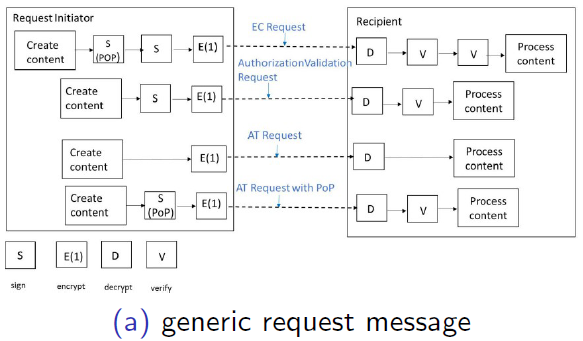 Request Initiator
Recipient
Create
content
S
(POP)
S
E(1)
EC Request
D
V
V
Process
content
Create
content
S
E(1)
AuthorizationValidation
Request
D
V
Process
content
Create
content
E(1)
AT Request
D
Process
content
Create
content
S
(PoP)
E(1)
AT Request with PoP
D
V
Process
content
S
E(1)
D
V
sign
encrypt
decrypt
verify
(a) generic request message